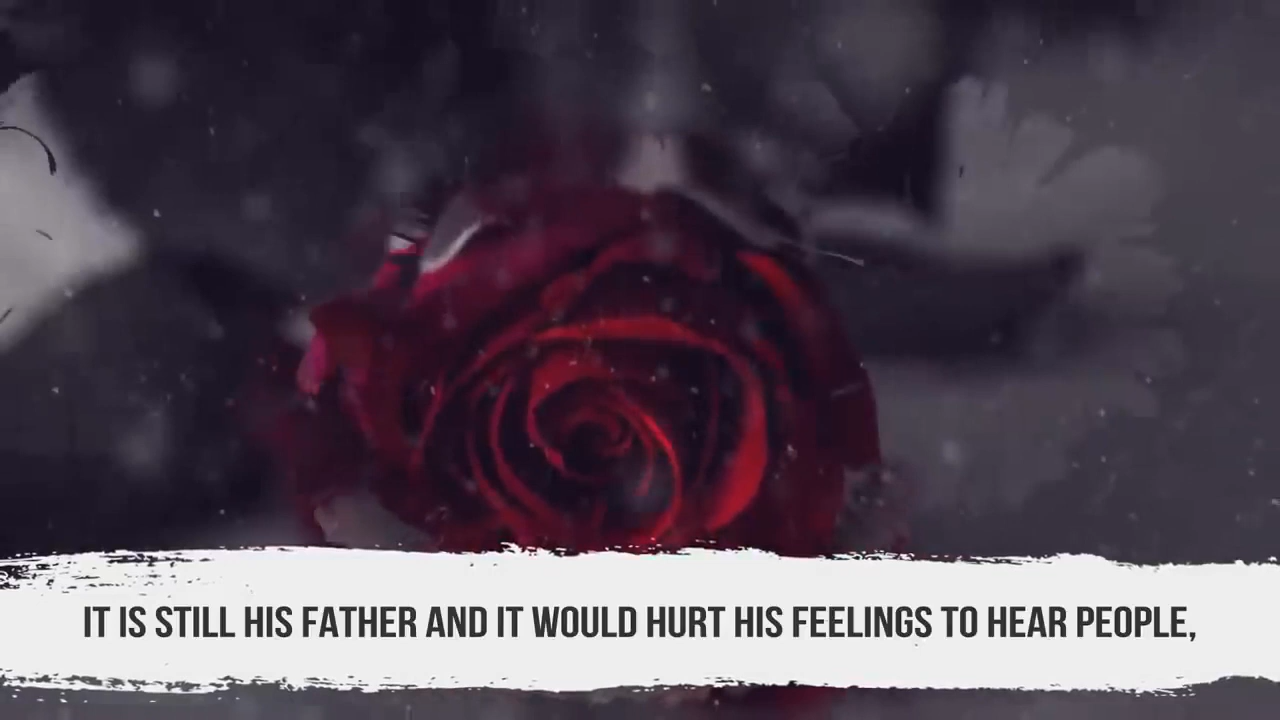 IT IS STILL HIS FATHER AND IT WOULD HURT HIS FEELINGS TO HEAR PEOPLE,